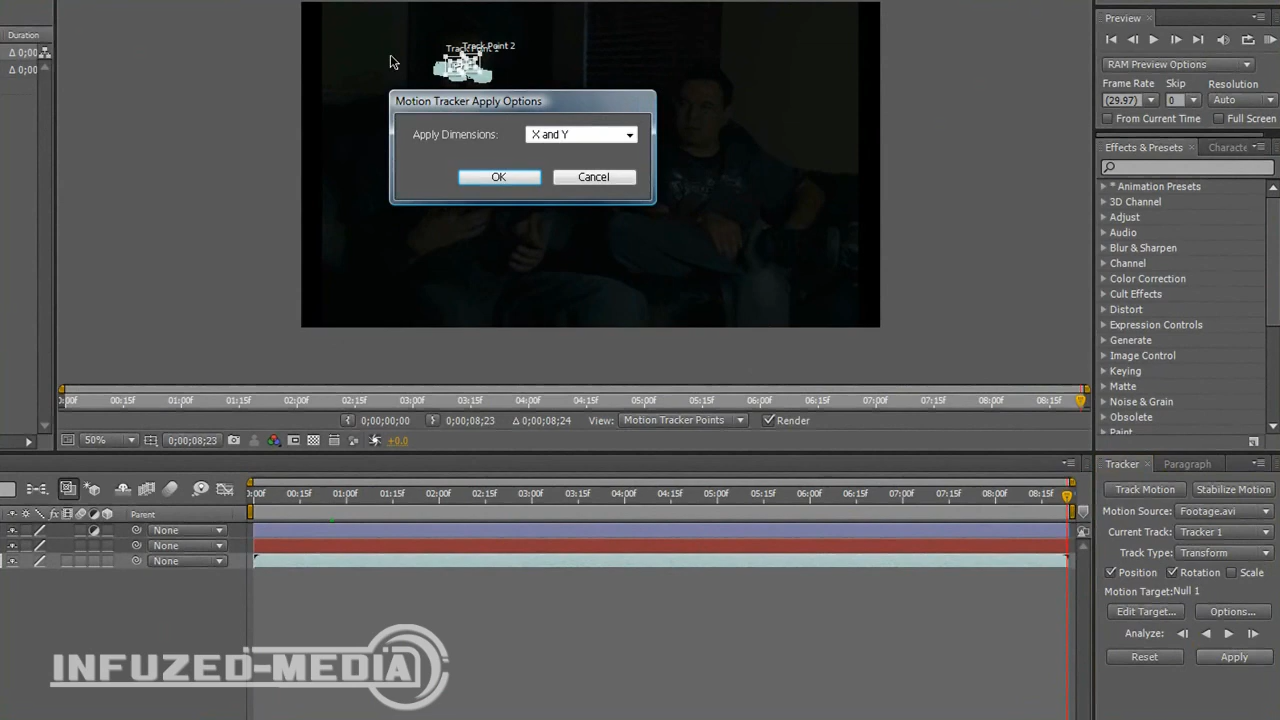 Duration
Δ 0;00
Δ 0;00
Track Point 2
Motion Tracker Apply Options
Apply Dimensions:
X and Y
OK
Cancel
Preview
RAM Preview Options
Frame Rate
Skip
Resolution
(29.97)
0
Auto
From Current Time
Full Screen
Effects & Presets
Characte
* Animation Presets
3D Channel
Adjust
Audio
Blur & Sharpen
Channel
Color Correction
Cult Effects
Distort
Expression Controls
Generate
Image Control
Keying
Matte
Noise & Grain
Obsolete
Paint
:00f 00:15f 01:00f 01:15f 02:00f 02:15f 03:00f 03:15f 04:00f 04:15f 05:00f 05:15f 06:00f 06:15f 07:00f 07:15f 08:00f 08:15f
0;00;00;00
0;00;08;23
Δ 0;00;08;24
View:
Motion Tracker Points
Render
50%
0;00;08;23
+0.0
:00f 00:15f 01:00f 01:15f 02:00f 02:15f 03:00f 03:15f 04:00f 04:15f 05:00f 05:15f 06:00f 06:15f 07:00f 07:15f 08:00f 08:15f
fx
Parent
None
None
None
Tracker
Paragraph
Track Motion
Stabilize Motion
Motion Source:
Footage.avi
Current Track:
Tracker 1
Track Type:
Transform
Position
Rotation
Scale
Motion Target:Null 1
Edit Target...
Options...
Analyze:
Reset
Apply
INFUZED-MEDIA